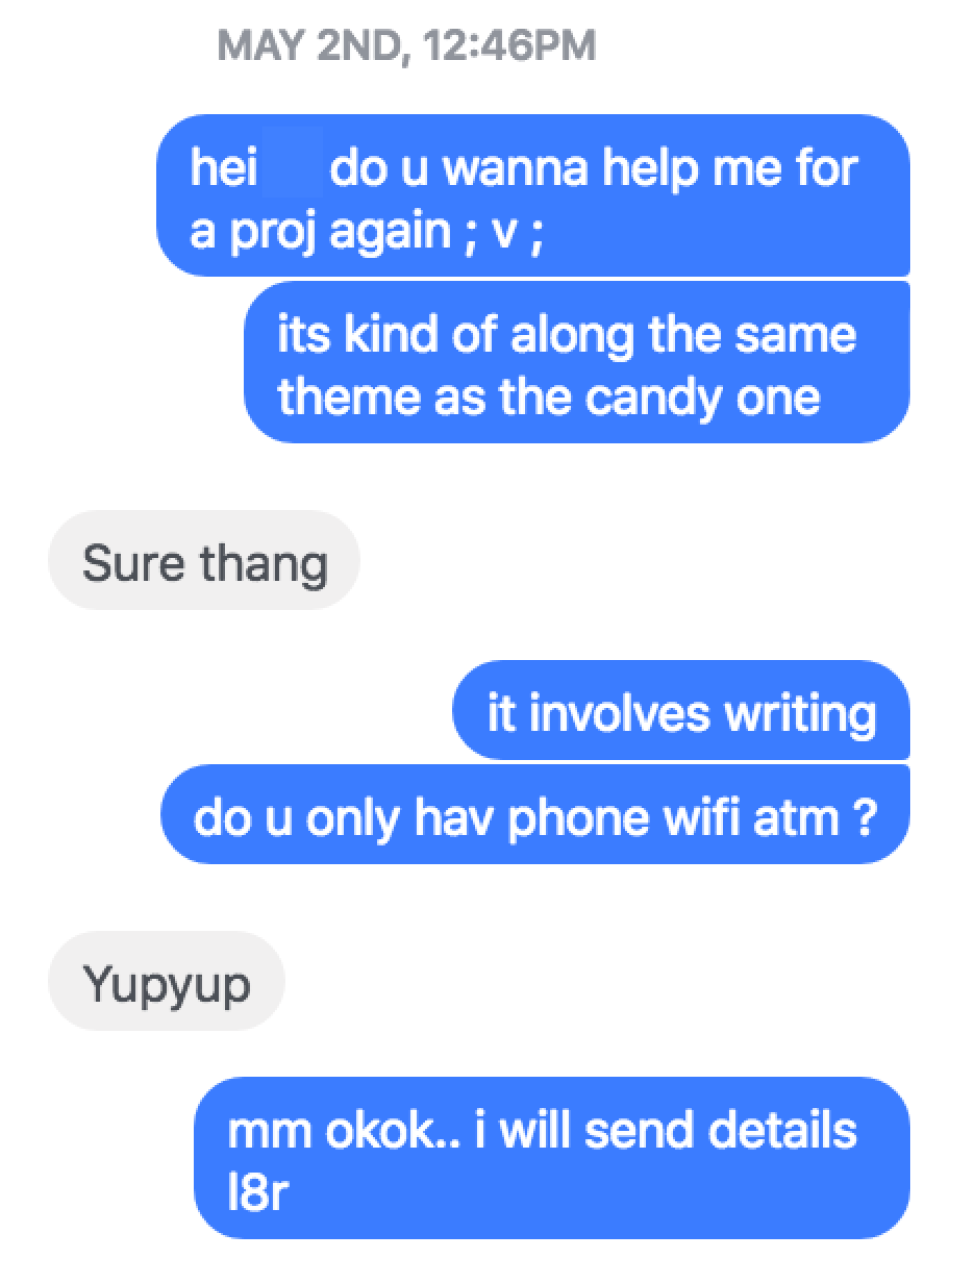 MAY 2ND, 12:46PM
hei do u wanna help me for
a proj again ; v ;
its kind of along the same
theme as the candy one
Sure thang
it involves writing
do u only hav phone wifi atm ?
Yupyup
mm okok.. i will send details
l8r